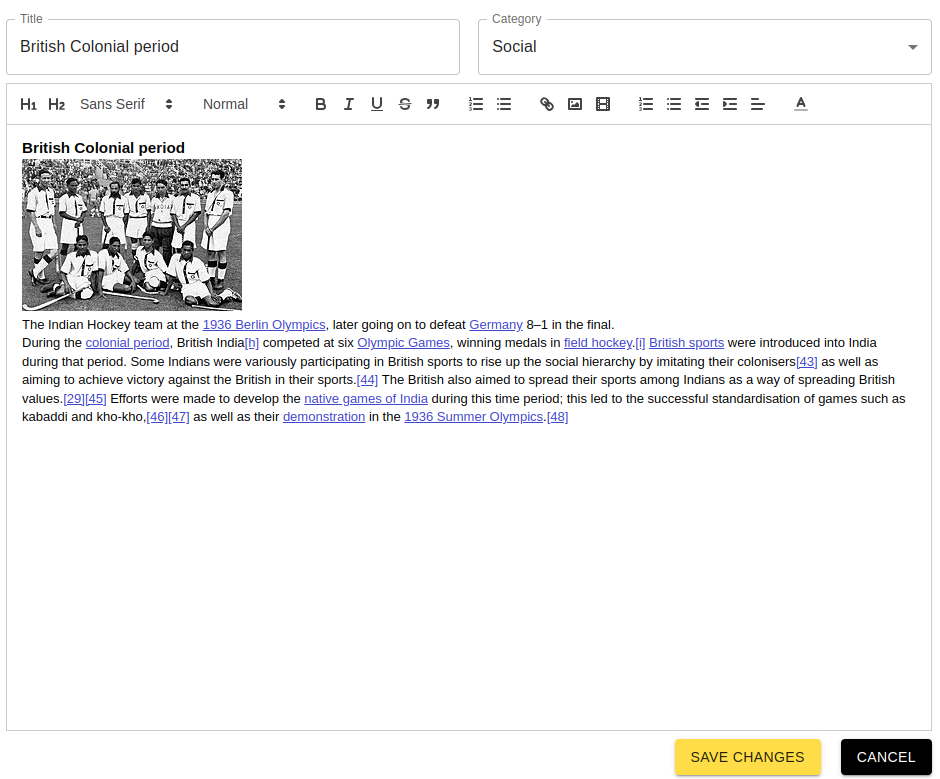 Title
British Colonial period
Category
Social
H1 H2 Sans Serif Normal B I U S A
British Colonial period
INDIA
The Indian Hockey team at the 1936 Berlin Olympics, later going on to defeat Germany 8–1 in the final.
During the colonial period, British India[h] competed at six Olympic Games, winning medals in field hockey.[i] British sports were introduced into India
during that period. Some Indians were variously participating in British sports to rise up the social hierarchy by imitating their colonisers[43] as well as
aiming to achieve victory against the British in their sports.[44] The British also aimed to spread their sports among Indians as a way of spreading British
values.[29][45] Efforts were made to develop the native games of India during this time period; this led to the successful standardisation of games such as
kabaddi and kho-kho,[46][47] as well as their demonstration in the 1936 Summer Olympics.[48]
SAVE CHANGES CANCEL